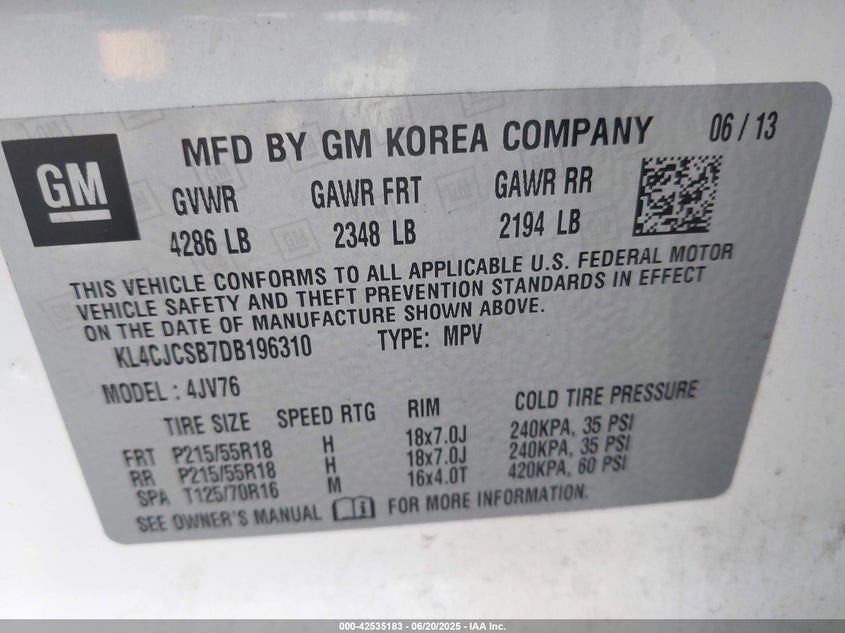 GM
MFD BY GM KOREA COMPANY 06 / 13
GVWR GAWR FRT GAWR RR
4286 LB 2348 LB 2194 LB
THIS VEHICLE CONFORMS TO ALL APPLICABLE U.S. FEDERAL MOTOR
VEHICLE SAFETY AND THEFT PREVENTION STANDARDS IN EFFECT
ON THE DATE OF MANUFACTURE SHOWN ABOVE.
KL4CJCSB7DB196310 TYPE: MPV
MODEL : 4JV76
TIRE SIZE SPEED RTG RIM COLD TIRE PRESSURE
FRT P215/55R18 H 18x7.0J 240KPA, 35 PSI
RR P215/55R18 H 18x7.0J 240KPA, 35 PSI
SPA T125/70R16 M 16x4.0T 420KPA, 60 PSI
SEE OWNER'S MANUAL FOR MORE INFORMATION.
000-42535183 - 06/20/2025 - IAA Inc.